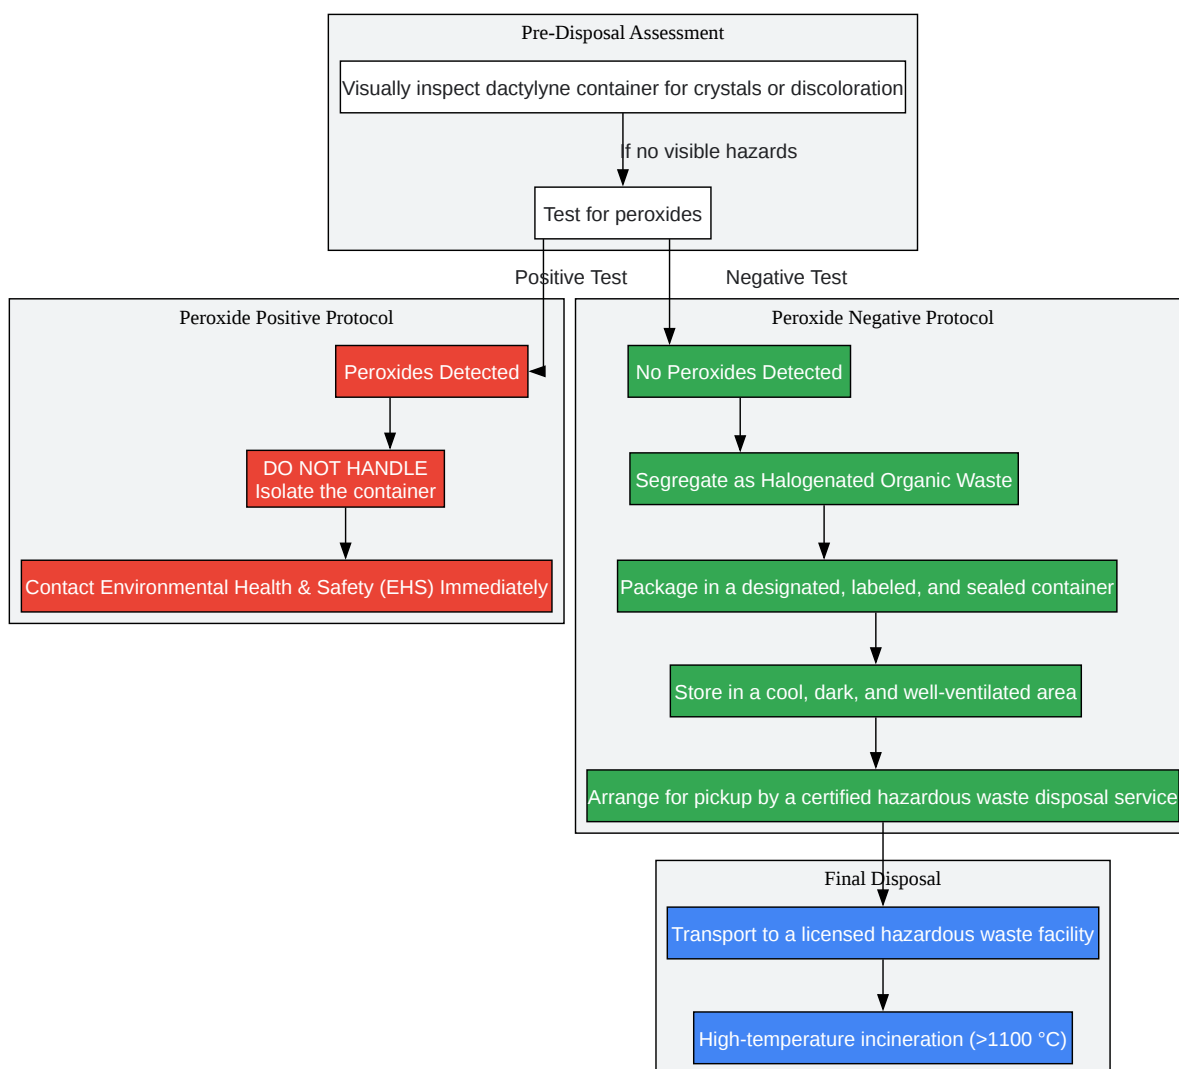 Pre-Disposal Assessment
Visually inspect dactylyne container for crystals or discoloration
If no visible hazards
Test for peroxides
Positive Test
Negative Test
Peroxide Positive Protocol
Peroxides Detected
DO NOT HANDLE
Isolate the container
Contact Environmental Health & Safety (EHS) Immediately
Peroxide Negative Protocol
No Peroxides Detected
Segregate as Halogenated Organic Waste
Package in a designated, labeled, and sealed container
Store in a cool, dark, and well-ventilated area
Arrange for pickup by a certified hazardous waste disposal service
Final Disposal
Transport to a licensed hazardous waste facility
High-temperature incineration (>1100 °C)